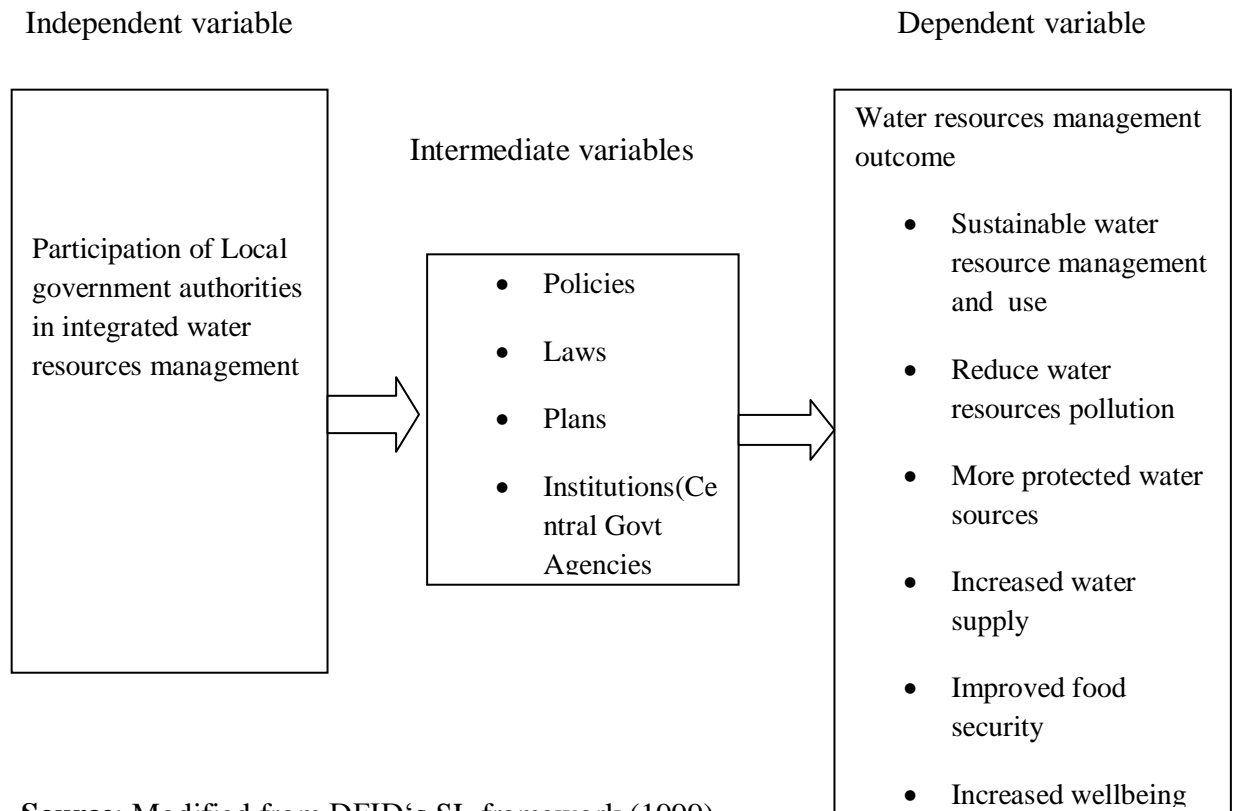 Independent variable
Dependent variable
Intermediate variables
Participation of Local
government authorities
in integrated water
resources management
• Policies
• Laws
• Plans
• Institutions(Ce
ntral Govt
Agencies
Water resources management
outcome
• Sustainable water
resource management
and use
• Reduce water
resources pollution
• More protected water
sources
• Increased water
supply
• Improved food
security
• Increased wellbeing
Source: Modified from DFID‘s SL framework (1999)